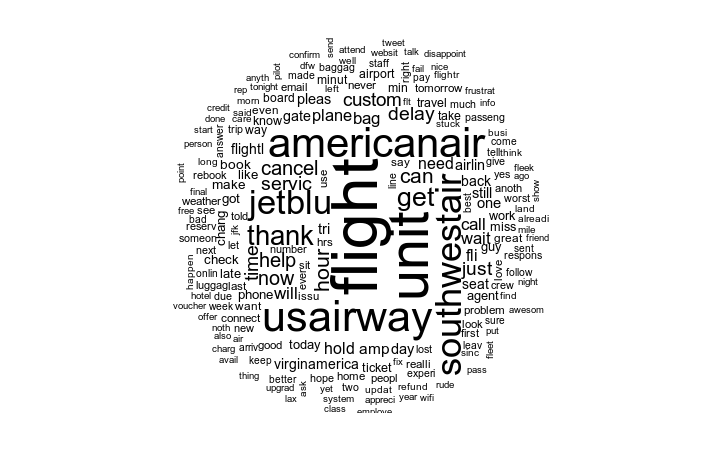 send
tweet
confirm attend websit talk disappoint
dfw well staff fail nice
pilot made baggag airport right pay flightr
anyth tonight email minut left never min tomorrow frustrat
rep board pleas custom flt travel much info
morn
credit said even gate plane bag delay take passeng
done care know stuck
start trip way americanair busi
person answer flightl say need airlin come
tell think
long book cancel can give
point rebook like servic use line back yes fleek
make get still ago
final weather got jetblu flight unit southwestair best anoth show
free see one worst land
bad told work alreadi
reserv chang jfk thank tri call miss mile
someon let hrs wait great friend
next number guy sent
happen check time help hour fli respons
onlin late sit love
luggag last now ever just follow
hotel due phone will issu seat crew night
voucher week want agent find
offer connect usairway problem awesom
noth new look sure
also air first put
charg arriv good today hold amp day lost leav fleet
avail keep virginamerica ticket fix realli sinc
thing better hope home peopl experi pass
upgrad ask yet two updat refund rude
lax system appreci year wifi
class employe